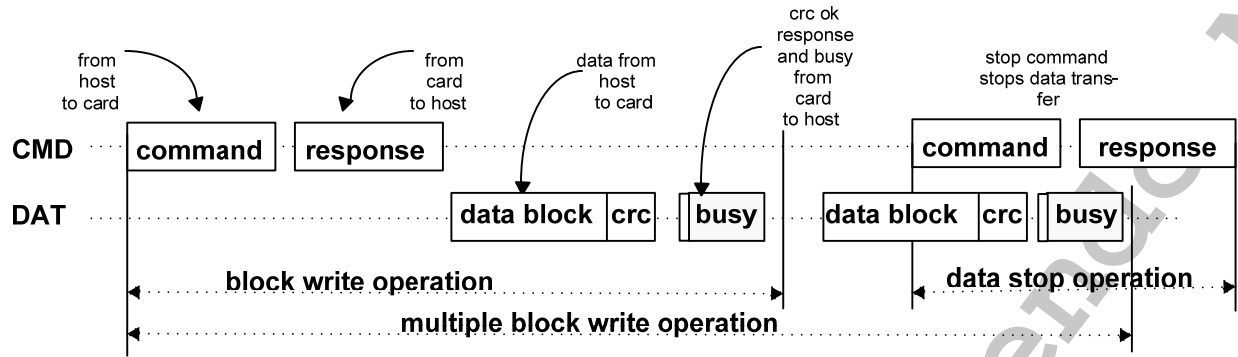 from
host
to card
from
card
to host
data from
host
to card
crc ok
response
and busy
from
card
to host
stop command
stops data trans-
fer
CMD
command
response
command
response
DAT
data block
crc
busy
data block
crc
busy
block write operation
data stop operation
multiple block write operation